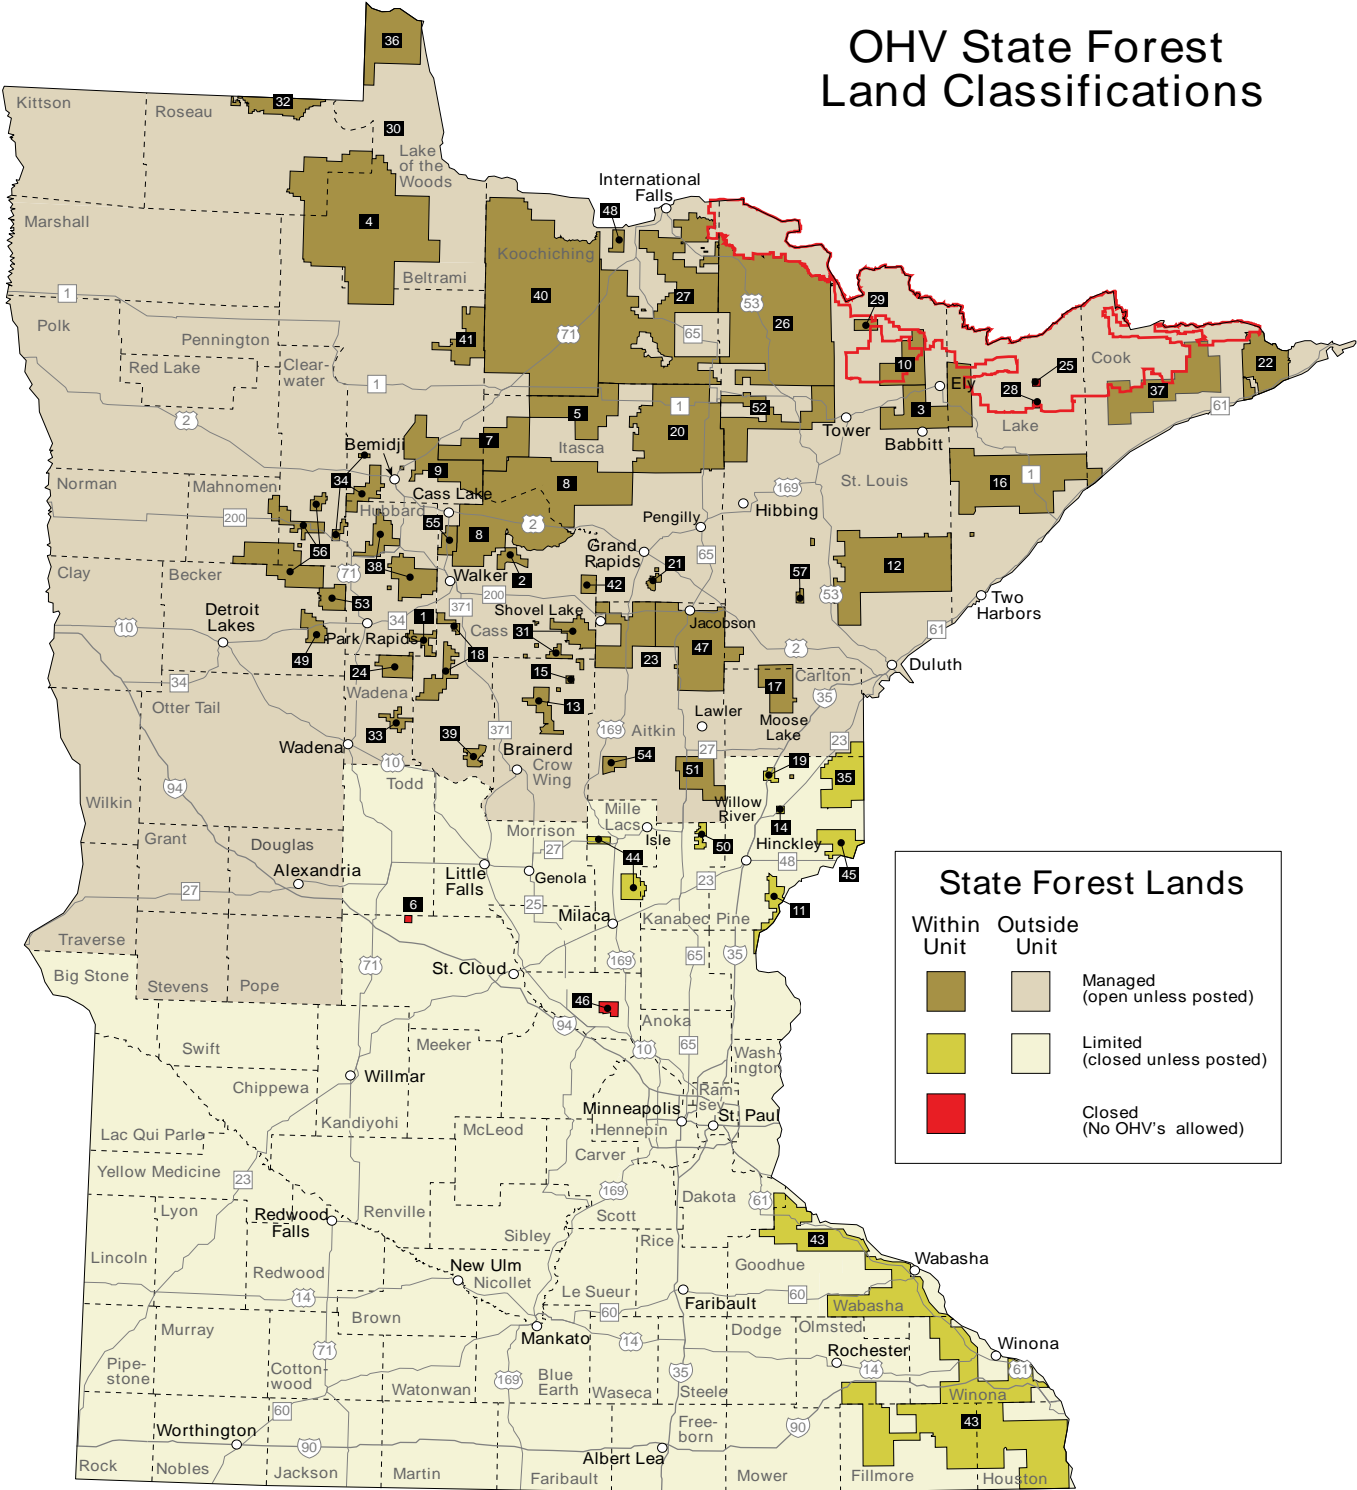 OHV State Forest
Land Classifications
36
Kittson
Roseau
32
30
Lake
of the
Woods
International
Falls
48
4
Marshall
Koochiching
Beltrami
1
40
27
53
29
26
Polk
Pennington
41
71
65
Red Lake
Clear-
water
10
25
Cook
22
1
Ely
28
37
2
5
1
52
3
61
20
Tower
Lake
Bemidji
7
Itasca
Babbitt
9
34
8
16
1
Norman
Mahnomen
Cass Lake
169
St. Louis
Hubbard
Hibbing
200
55
2
Pengilly
8
56
Grand
Rapids
65
12
38
21
Clay
Becker
71
Walker
2
42
57
53
53
371
200
Two
Harbors
Detroit
Lakes
1
Shovel Lake
10
34
Jacobson
61
Park Rapids
Cass
31
49
18
23
47
2
Duluth
24
15
34
17
Carlton
Wadena
13
35
Otter Tail
Lawler
33
39
371
169
Aitkin
Moose
Lake
23
Wadena
Brainerd
54
27
10
Crow
Wing
19
51
35
94
Todd
Wilkin
Mille
Lacs
Willow
River
Grant
Morrison
14
Douglas
27
Isle
50
Hinckley
44
48
45
Alexandria
Little
Falls
Genola
23
State Forest Lands
27
6
25
11
Milaca
Kanabec
Pine
Within
Unit
Outside
Unit
Traverse
169
65
35
Big Stone
71
St. Cloud
Managed
(open unless posted)
Stevens
Pope
46
94
Anoka
Limited
(closed unless posted)
Swift
Meeker
10
65
Wash-
ington
Willmar
Chippewa
Ram-
sey
Closed
(No OHV's allowed)
Minneapolis
St. Paul
Kandiyohi
McLeod
Hennepin
Lac Qui Parle
Carver
Yellow Medicine
23
169
Dakota
61
Lyon
Redwood
Falls
Renville
Scott
Sibley
Rice
43
Lincoln
Redwood
New Ulm
Goodhue
Wabasha
Nicollet
14
Le Sueur
Faribault
60
Wabasha
60
Brown
Murray
Mankato
14
Dodge
Olmsted
Winona
71
Rochester
Pipe-
stone
Cotton-
wood
169
Blue
Earth
35
14
61
Watonwan
Waseca
Steele
Winona
60
Free-
born
43
Worthington
90
90
Albert Lea
Rock
Nobles
Jackson
Martin
Faribault
Mower
Fillmore
Houston